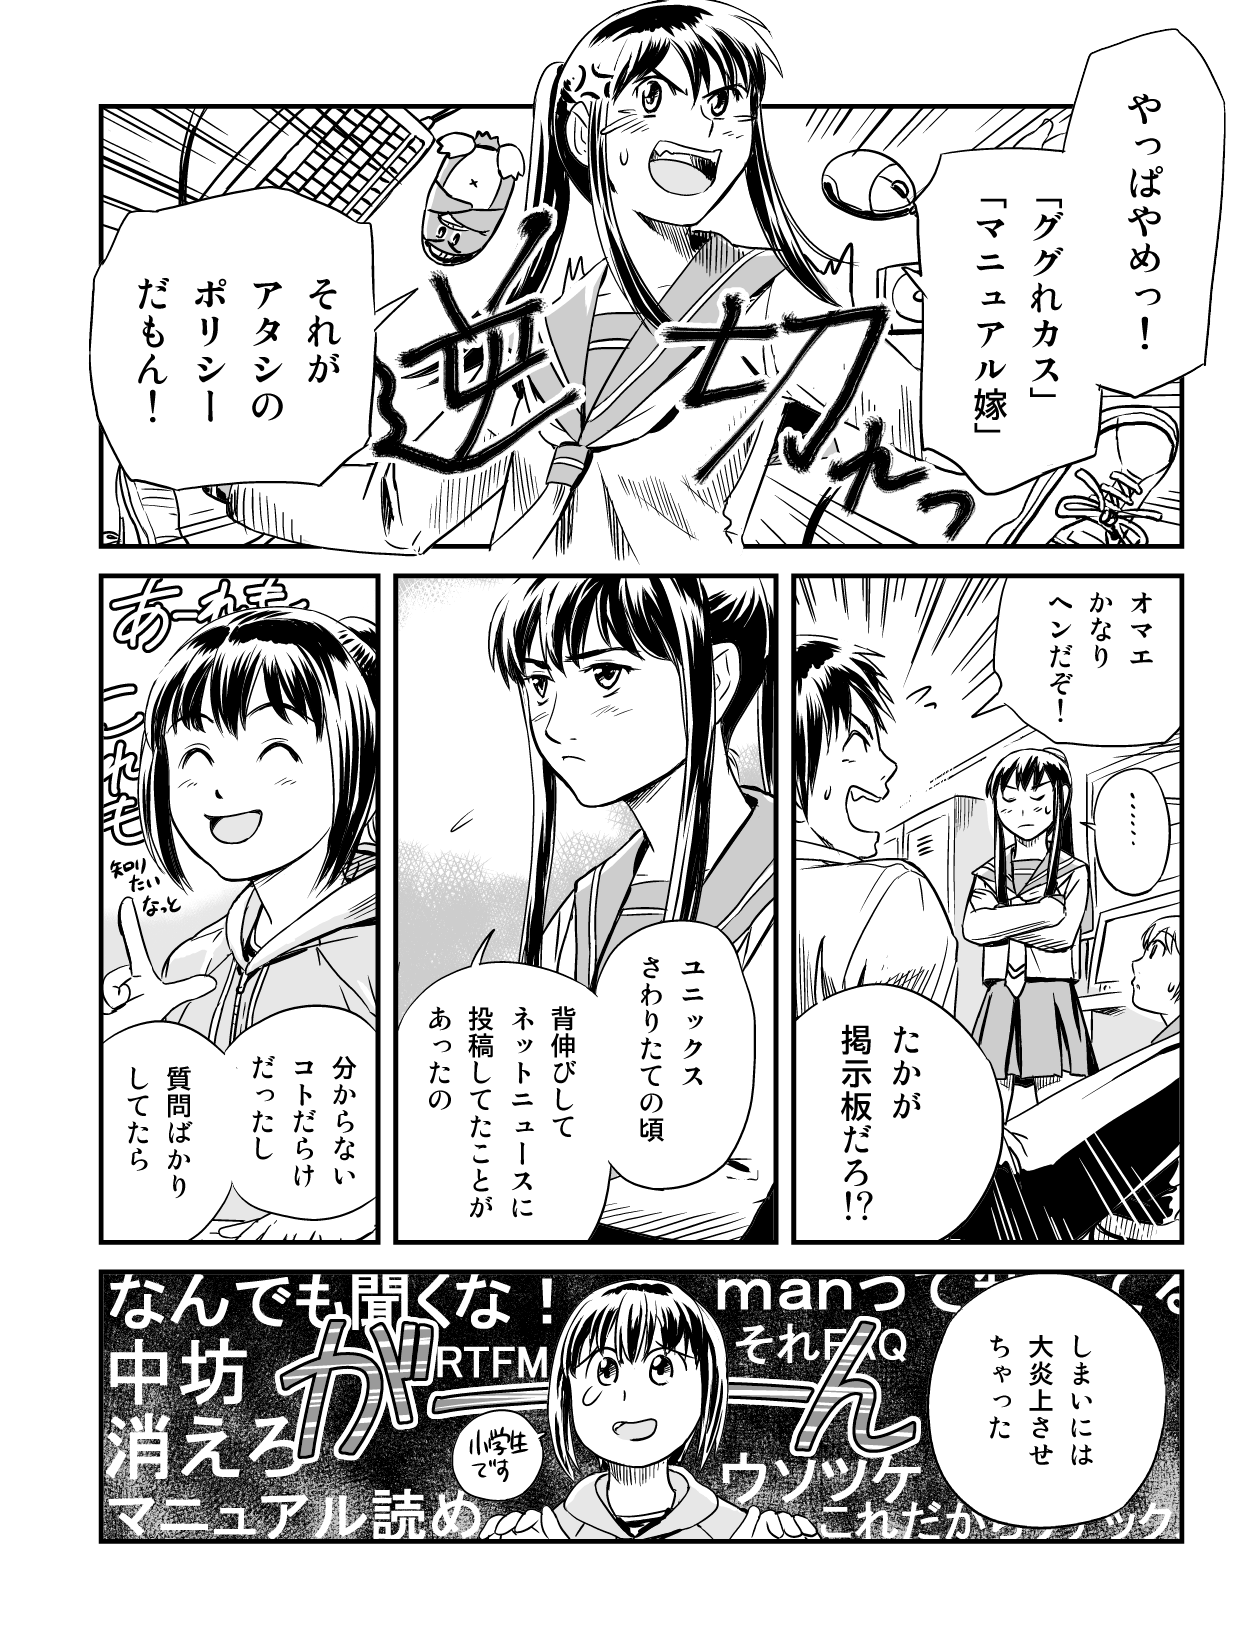 やっぱやめっ!
「ググれカス」
「マニュアル嫁」
逆切れっ
それが
アタシの
ポリシー
だもん!
オマエ
かなり
ヘンだぞ!
……
たかが
掲示板だろ!?
ユニックス
さわりたての頃
背伸びして
ネットニュースに
投稿してたことが
あったの
あーれもー
これも
知り
たい
なっと
分からない
コトだらけ
だったし
質問ばかり
してたら
しまいには
大炎上させ
ちゃった
manっ
それFAQ
ウソツケ
これだから
がーーん
小学生
です
なんでも聞くな!
RTFM
中坊
消えろ
マニュアル読め